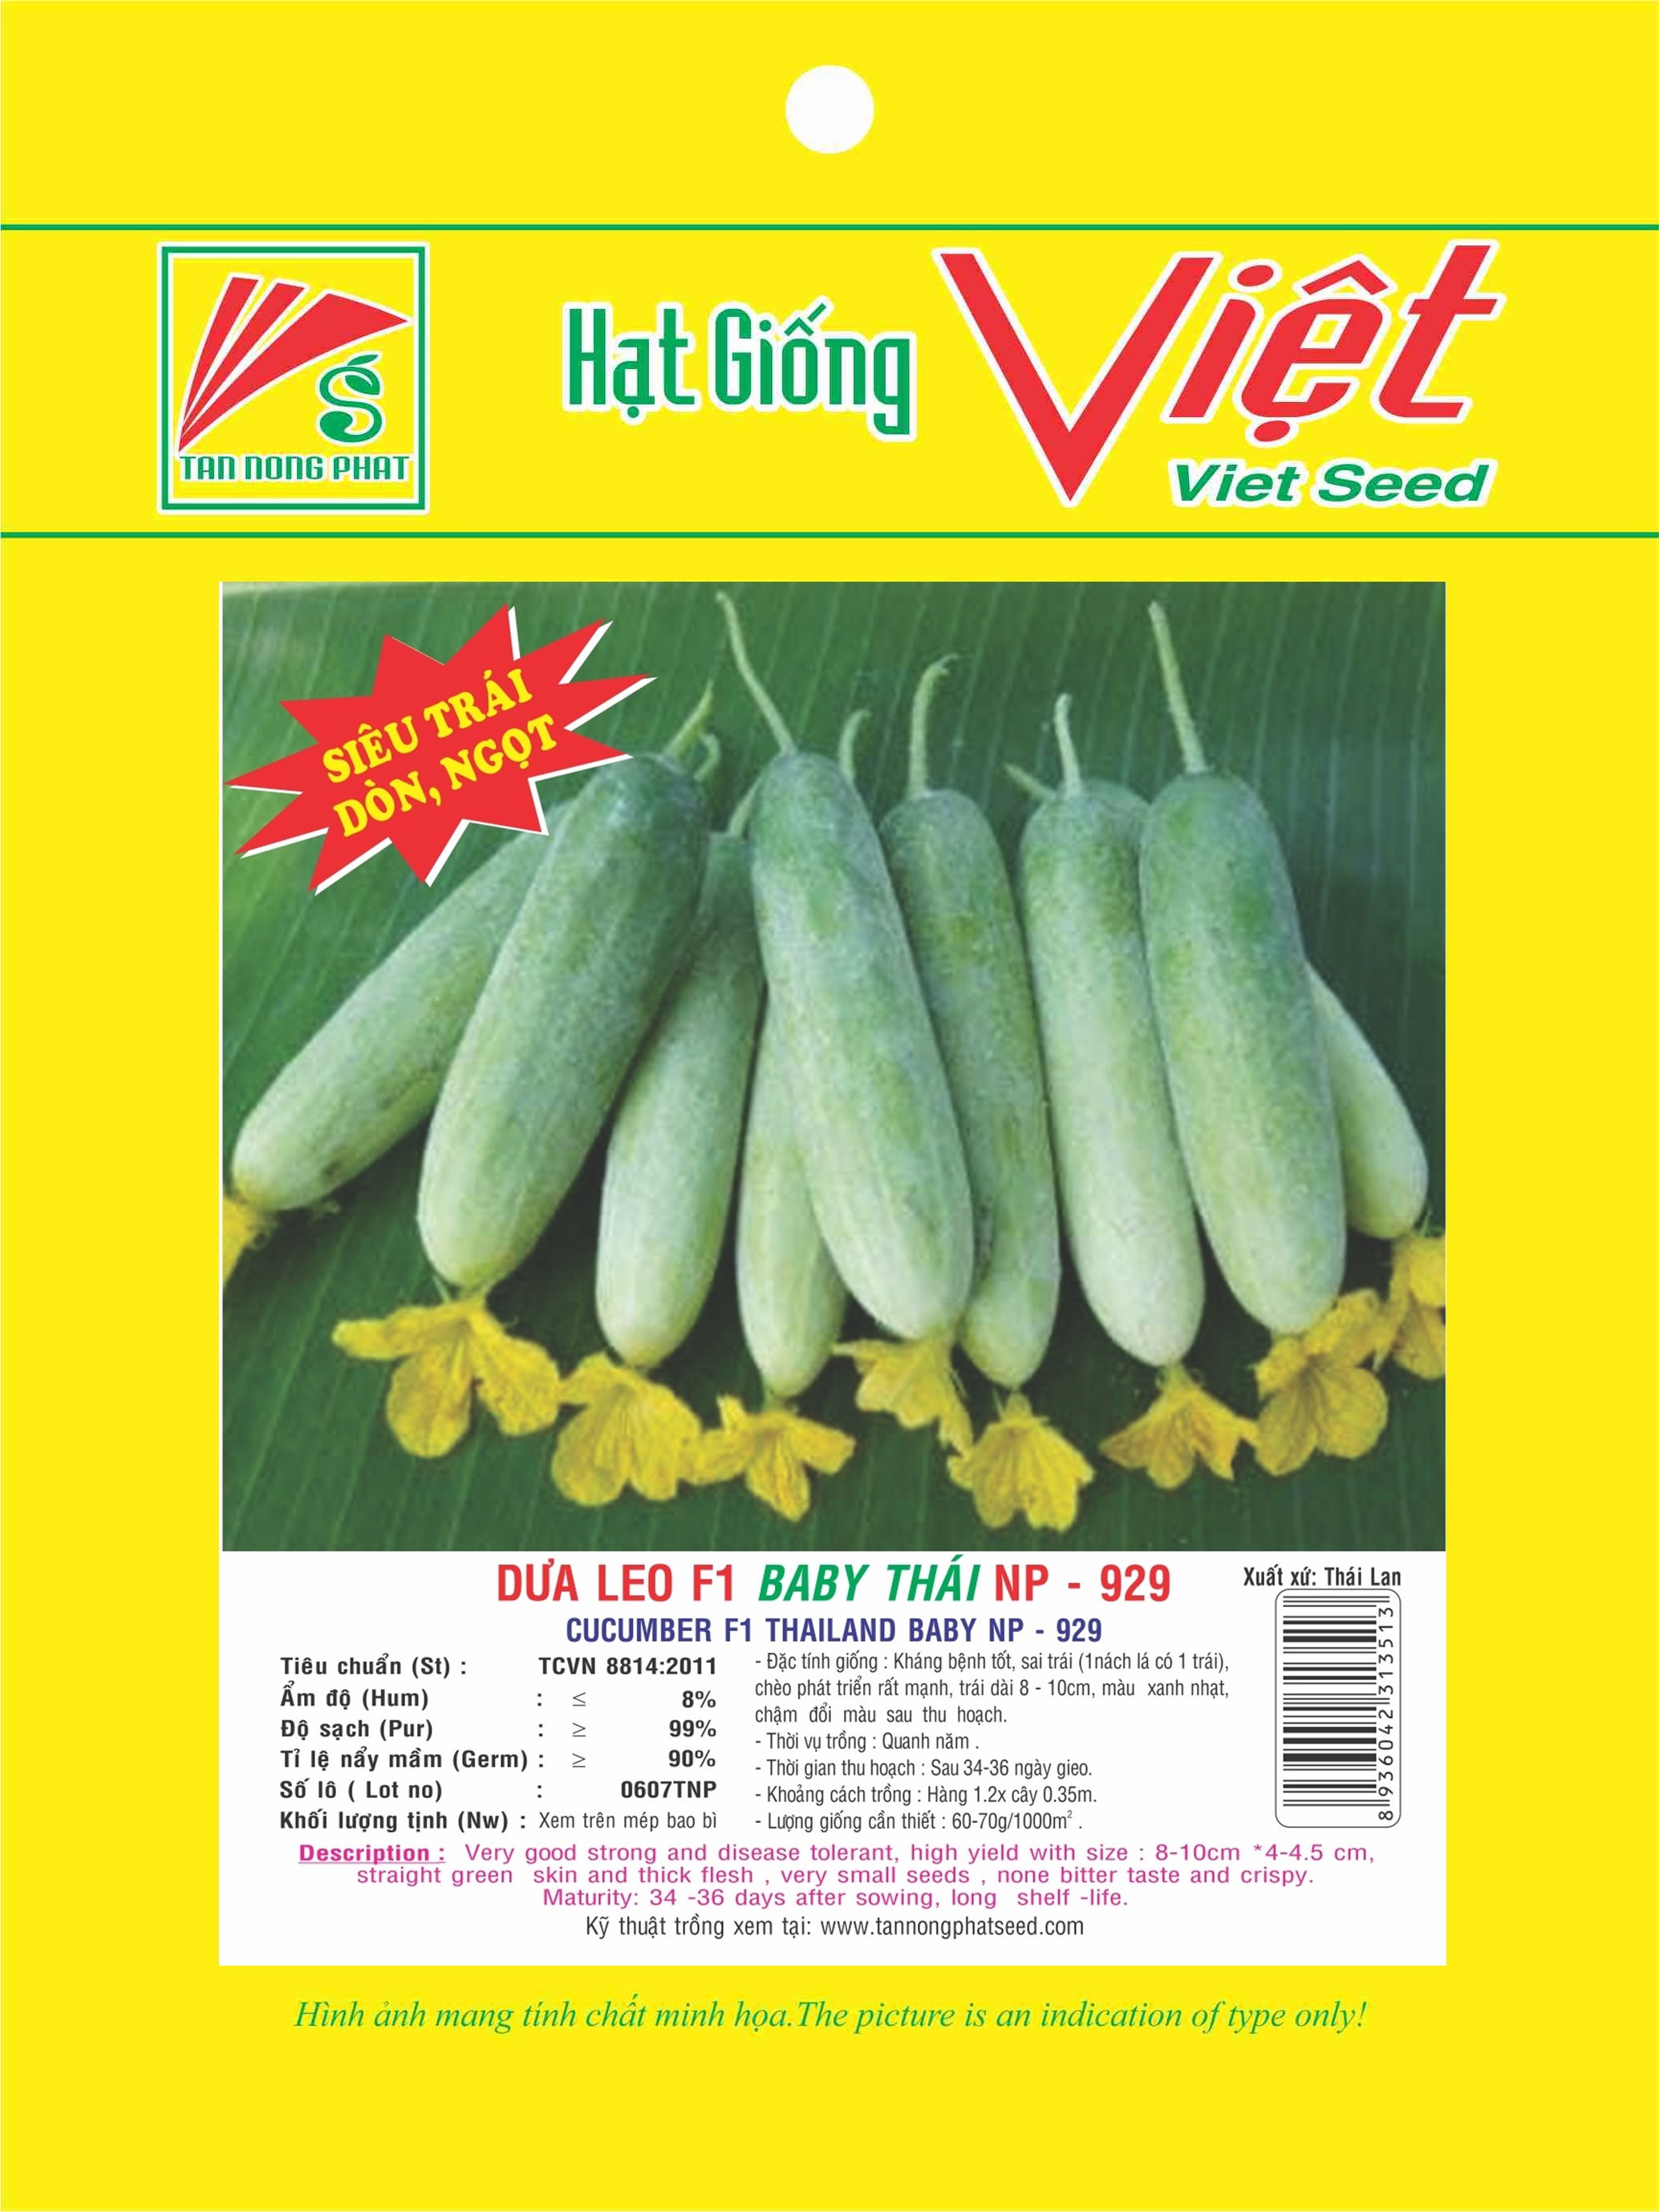 TAN NONG PHAT
Hạt Giống Việt
Viet Seed
SIÊU TRÁI
DÒN, NGỌT
DƯA LEO F1 BABY THÁI NP - 929
CUCUMBER F1 THAILAND BABY NP - 929
Xuất xứ: Thái Lan
8936042313513
Tiêu chuẩn (St) : TCVN 8814:2011
Ẩm độ (Hum) : ≤ 8%
Độ sạch (Pur) : ≥ 99%
Tỉ lệ nẩy mầm (Germ) : ≥ 90%
Số lô ( Lot no) : 0607TNP
Khối lượng tịnh (Nw) : Xem trên mép bao bì
- Đặc tính giống : Kháng bệnh tốt, sai trái (1nách lá có 1 trái),
chèo phát triển rất mạnh, trái dài 8 - 10cm, màu xanh nhạt,
chậm đổi màu sau thu hoạch.
- Thời vụ trồng : Quanh năm .
- Thời gian thu hoạch : Sau 34-36 ngày gieo.
- Khoảng cách trồng : Hàng 1.2x cây 0.35m.
- Lượng giống cần thiết : 60-70g/1000m² .
Description : Very good strong and disease tolerant, high yield with size : 8-10cm *4-4.5 cm,
straight green skin and thick flesh , very small seeds , none bitter taste and crispy.
Maturity: 34 -36 days after sowing, long shelf -life.
Kỹ thuật trồng xem tại: www.tannongphatseed.com
Hình ảnh mang tính chất minh họa.The picture is an indication of type only!